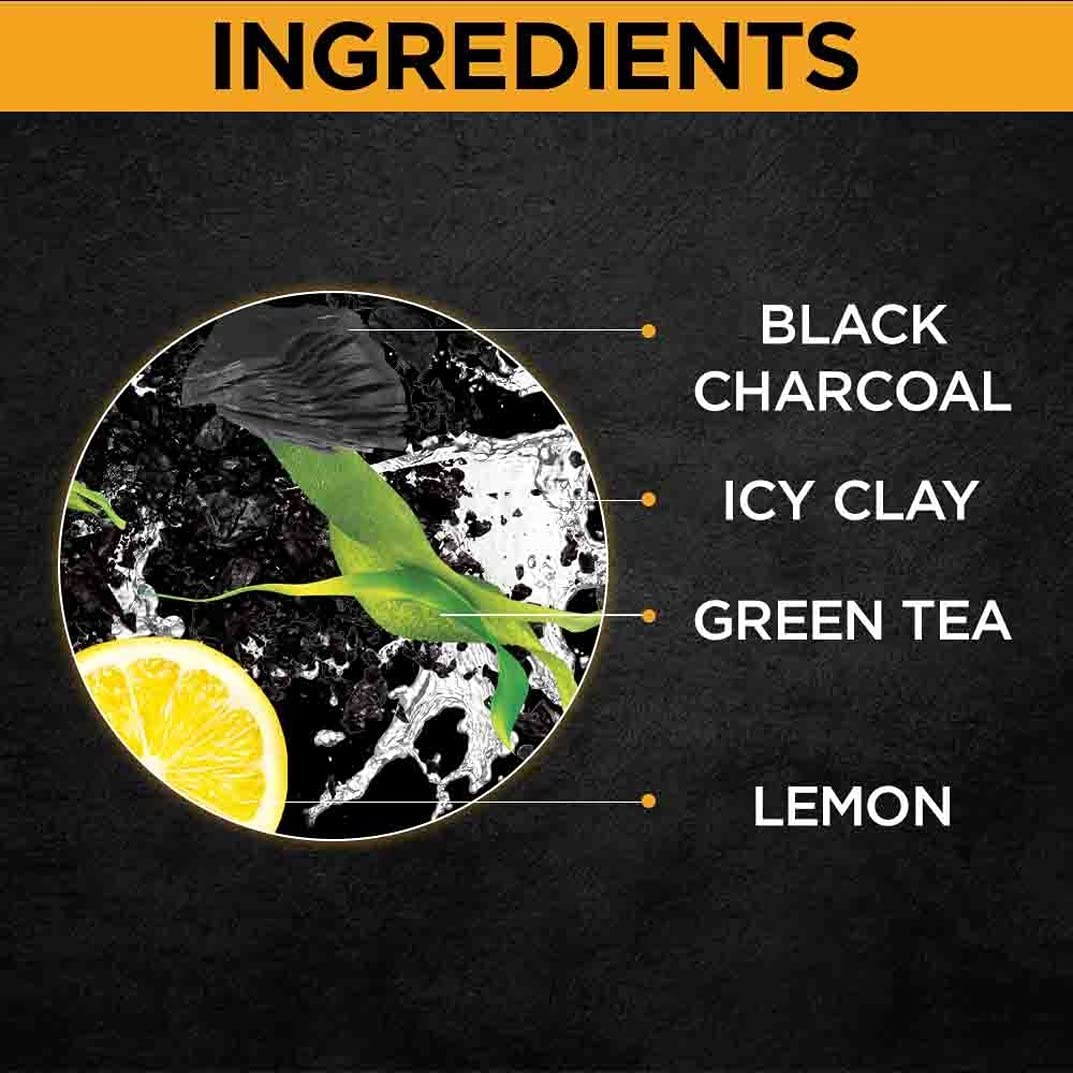 INGREDIENTS
BLACK
CHARCOAL
ICY CLAY
GREEN TEA
LEMON